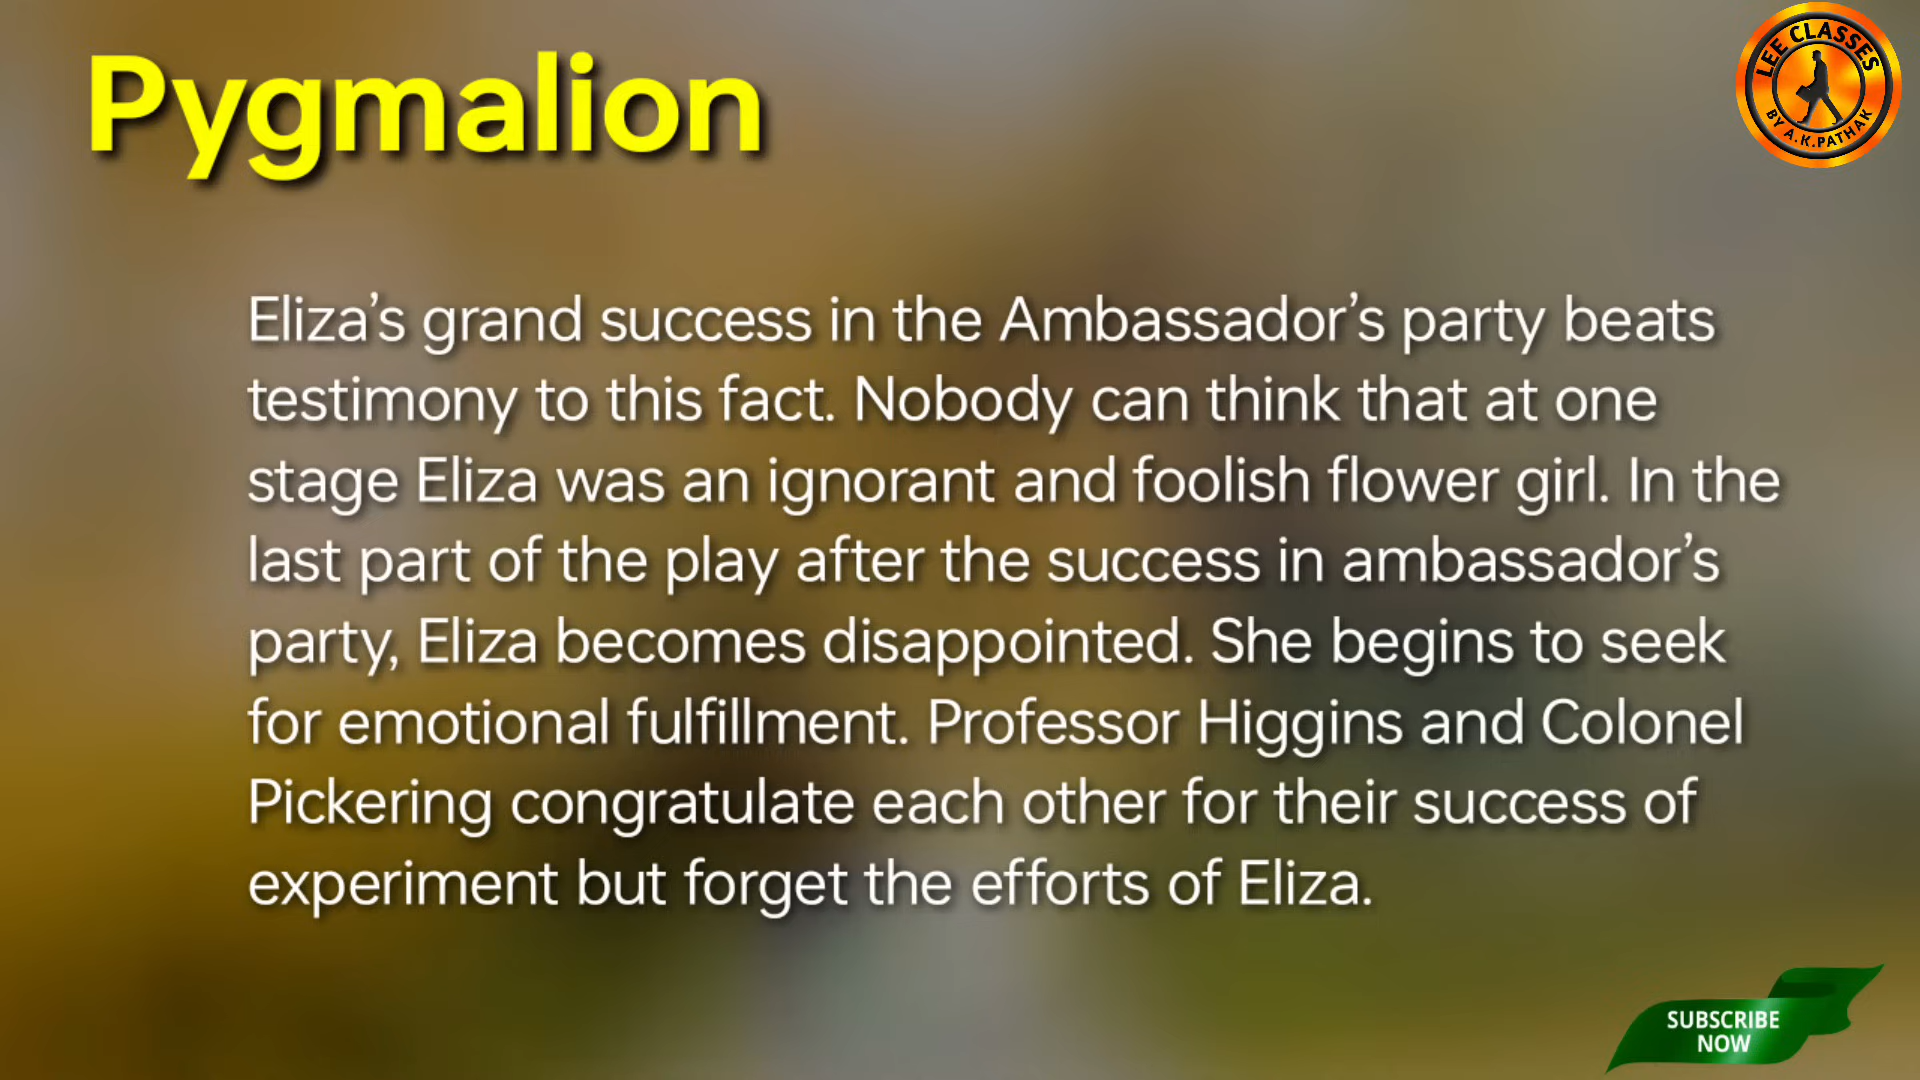 Pygmalion
LEE CLASSES
BY A.K.PATHAK
Eliza’s grand success in the Ambassador’s party beats
testimony to this fact. Nobody can think that at one
stage Eliza was an ignorant and foolish flower girl. In the
last part of the play after the success in ambassador’s
party, Eliza becomes disappointed. She begins to seek
for emotional fulfillment. Professor Higgins and Colonel
Pickering congratulate each other for their success of
experiment but forget the efforts of Eliza.
SUBSCRIBE
NOW